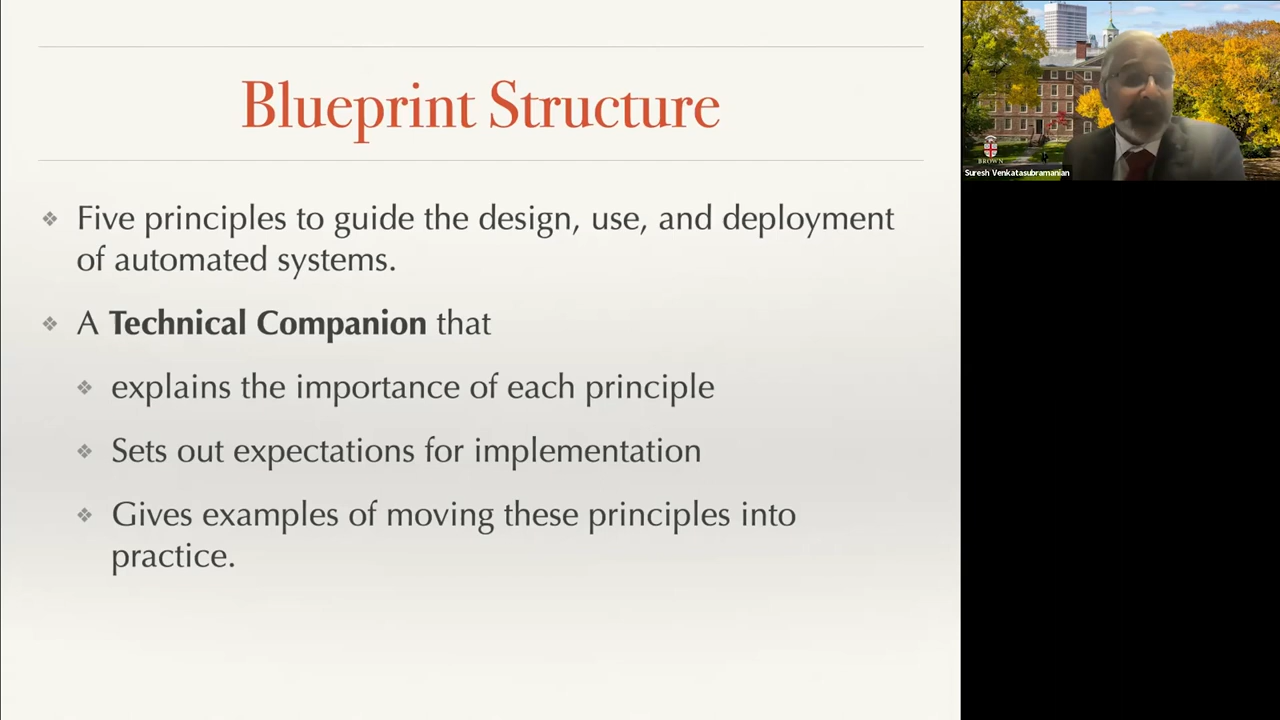 Blueprint Structure
Five principles to guide the design, use, and deployment
of automated systems.
A Technical Companion that
explains the importance of each principle
Sets out expectations for implementation
Gives examples of moving these principles into
practice.
BROWN
Suresh Venkatasubramanian